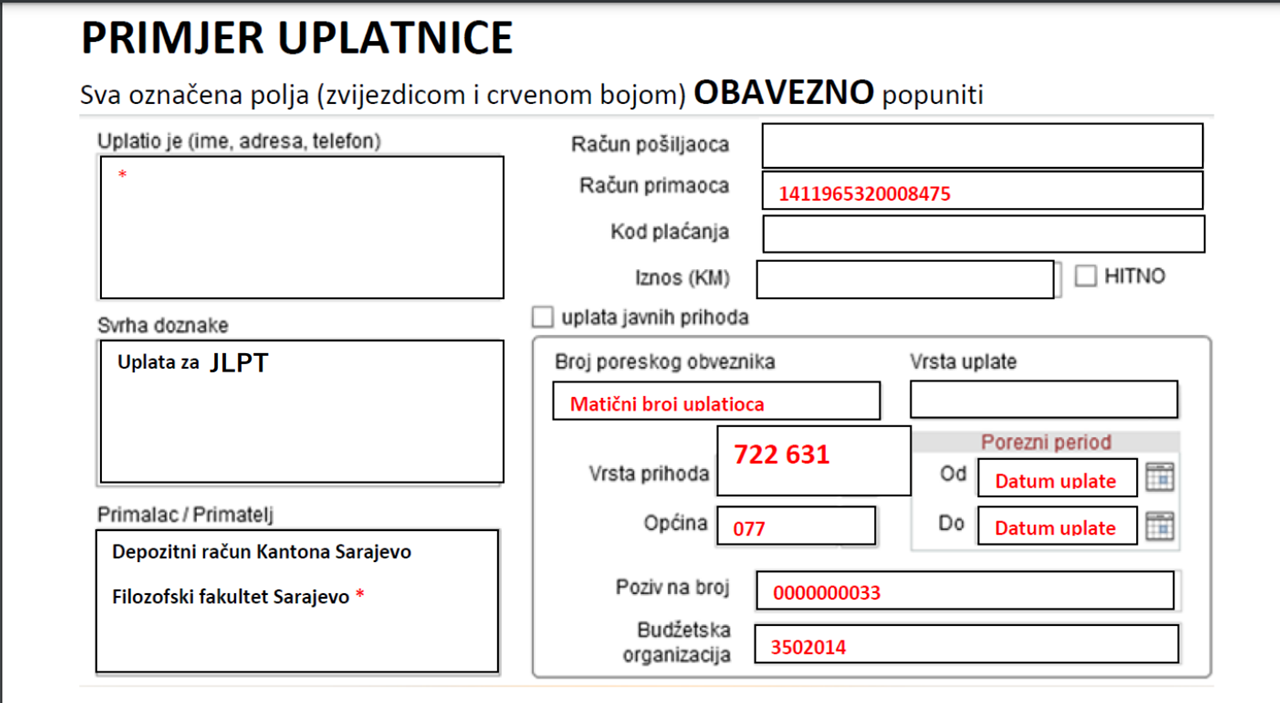 PRIMJER UPLATNICE
Sva označena polja (zvijezdicom i crvenom bojom) OBAVEZNO popuniti
Uplatio je (ime, adresa, telefon)
*
Svrha doznake
Uplata za JLPT
Primalac / Primatelj
Depozitni račun Kantona Sarajevo
Filozofski fakultet Sarajevo *
Račun pošiljaoca
Račun primaoca
1411965320008475
Kod plaćanja
Iznos (KM)
HITNO
uplata javnih prihoda
Broj poreskog obveznika
Matični broj uplatioca
Vrsta uplate
Vrsta prihoda
722 631
Porezni period
Od
Datum uplate
Općina
077
Do
Datum uplate
Poziv na broj
0000000033
Budžetska
organizacija
3502014